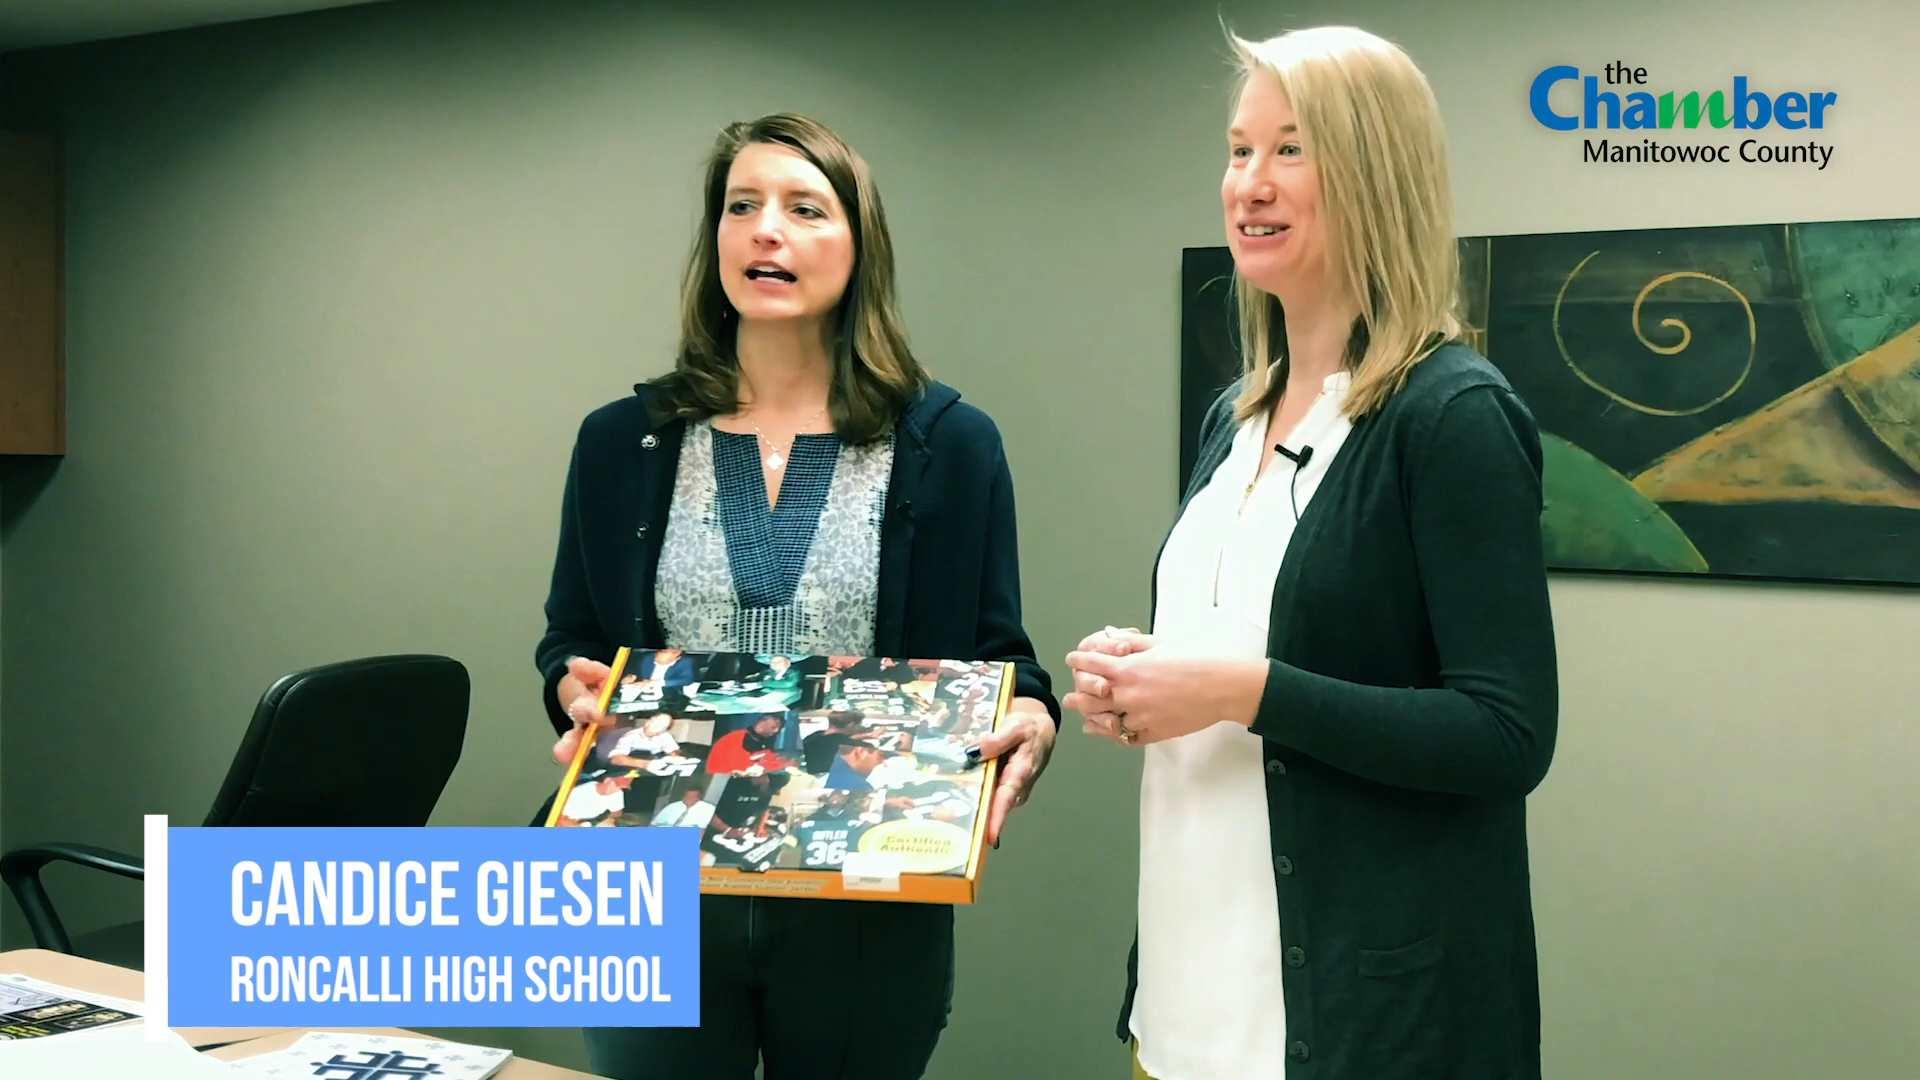 the
Chamber
Manitowoc County
BUTLER
36
Certified
Authentic
CANDICE GIESEN
RONCALLI HIGH SCHOOL